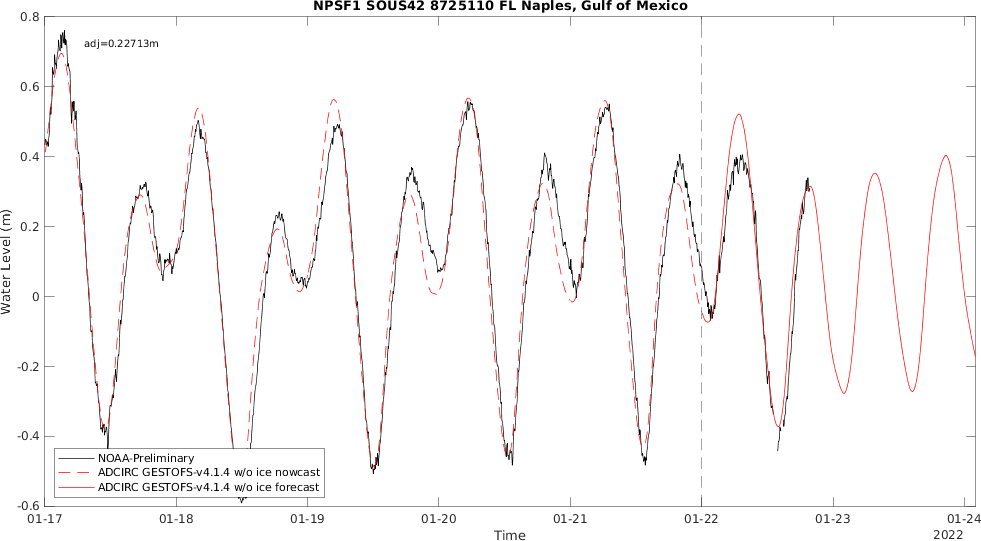 NPSF1 SOUS42 8725110 FL Naples, Gulf of Mexico
adj=0.22713m
0.8
0.6
0.4
0.2
0
-0.2
-0.4
-0.6
Water Level (m)
NOAA-Preliminary
ADCIRC GESTOFS-v4.1.4 w/o ice nowcast
ADCIRC GESTOFS-v4.1.4 w/o ice forecast
01-17 01-18 01-19 01-20 01-21 01-22 01-23 01-24
Time
2022